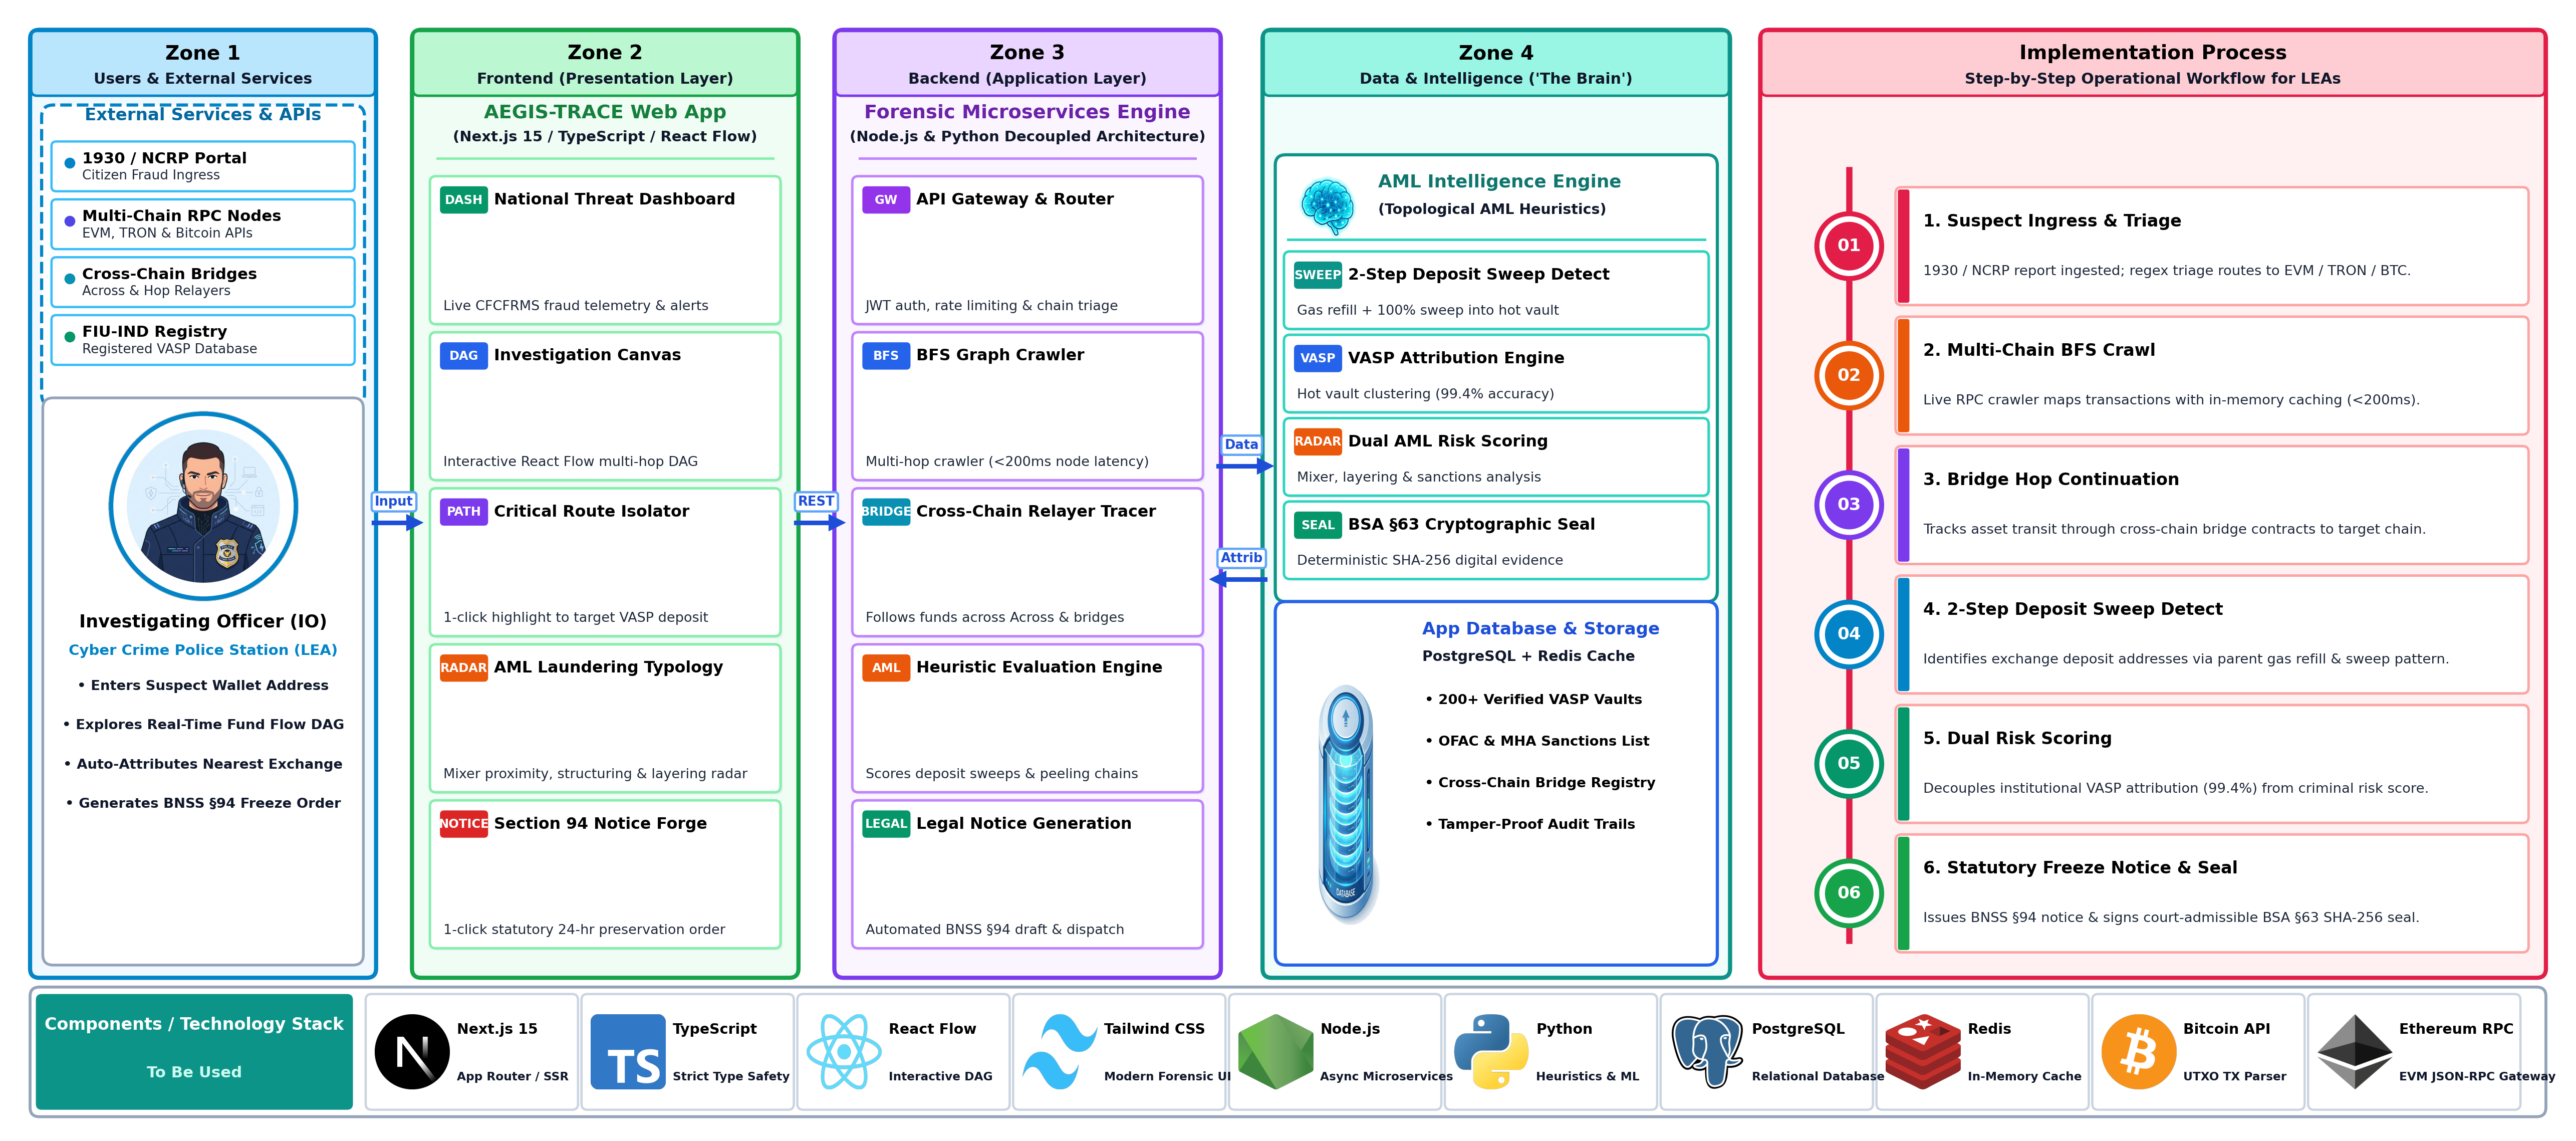 Zone 1
Users & External Services
External Services & APIs
1930 / NCRP Portal
Citizen Fraud Ingress
Multi-Chain RPC Nodes
EVM, TRON & Bitcoin APIs
Cross-Chain Bridges
Across & Hop Relayers
FIU-IND Registry
Registered VASP Database
Investigating Officer (IO)
Cyber Crime Police Station (LEA)
• Enters Suspect Wallet Address
• Explores Real-Time Fund Flow DAG
• Auto-Attributes Nearest Exchange
• Generates BNSS §94 Freeze Order
Input
Zone 2
Frontend (Presentation Layer)
AEGIS-TRACE Web App
(Next.js 15 / TypeScript / React Flow)
DASH National Threat Dashboard
Live CFCFRMS fraud telemetry & alerts
DAG Investigation Canvas
Interactive React Flow multi-hop DAG
PATH Critical Route Isolator
1-click highlight to target VASP deposit
RADAR AML Laundering Typology
Mixer proximity, structuring & layering radar
NOTICE Section 94 Notice Forge
1-click statutory 24-hr preservation order
REST
Zone 3
Backend (Application Layer)
Forensic Microservices Engine
(Node.js & Python Decoupled Architecture)
GW API Gateway & Router
JWT auth, rate limiting & chain triage
BFS BFS Graph Crawler
Multi-hop crawler (<200ms node latency)
BRIDGE Cross-Chain Relayer Tracer
Follows funds across Across & bridges
AML Heuristic Evaluation Engine
Scores deposit sweeps & peeling chains
LEGAL Legal Notice Generation
Automated BNSS §94 draft & dispatch
Data
Attrib
Zone 4
Data & Intelligence ('The Brain')
AML Intelligence Engine
(Topological AML Heuristics)
SWEEP 2-Step Deposit Sweep Detect
Gas refill + 100% sweep into hot vault
VASP VASP Attribution Engine
Hot vault clustering (99.4% accuracy)
RADAR Dual AML Risk Scoring
Mixer, layering & sanctions analysis
SEAL BSA §63 Cryptographic Seal
Deterministic SHA-256 digital evidence
App Database & Storage
PostgreSQL + Redis Cache
• 200+ Verified VASP Vaults
• OFAC & MHA Sanctions List
• Cross-Chain Bridge Registry
• Tamper-Proof Audit Trails
DATABASE
Implementation Process
Step-by-Step Operational Workflow for LEAs
01
1. Suspect Ingress & Triage
1930 / NCRP report ingested; regex triage routes to EVM / TRON / BTC.
02
2. Multi-Chain BFS Crawl
Live RPC crawler maps transactions with in-memory caching (<200ms).
03
3. Bridge Hop Continuation
Tracks asset transit through cross-chain bridge contracts to target chain.
04
4. 2-Step Deposit Sweep Detect
Identifies exchange deposit addresses via parent gas refill & sweep pattern.
05
5. Dual Risk Scoring
Decouples institutional VASP attribution (99.4%) from criminal risk score.
06
6. Statutory Freeze Notice & Seal
Issues BNSS §94 notice & signs court-admissible BSA §63 SHA-256 seal.
Components / Technology Stack
To Be Used
N
Next.js 15
App Router / SSR
TS
TypeScript
Strict Type Safety
React Flow
Interactive DAG
Tailwind CSS
Modern Forensic UI
Node.js
Async Microservices
Python
Heuristics & ML
PostgreSQL
Relational Database
Redis
In-Memory Cache
Bitcoin API
UTXO TX Parser
Ethereum RPC
EVM JSON-RPC Gateway